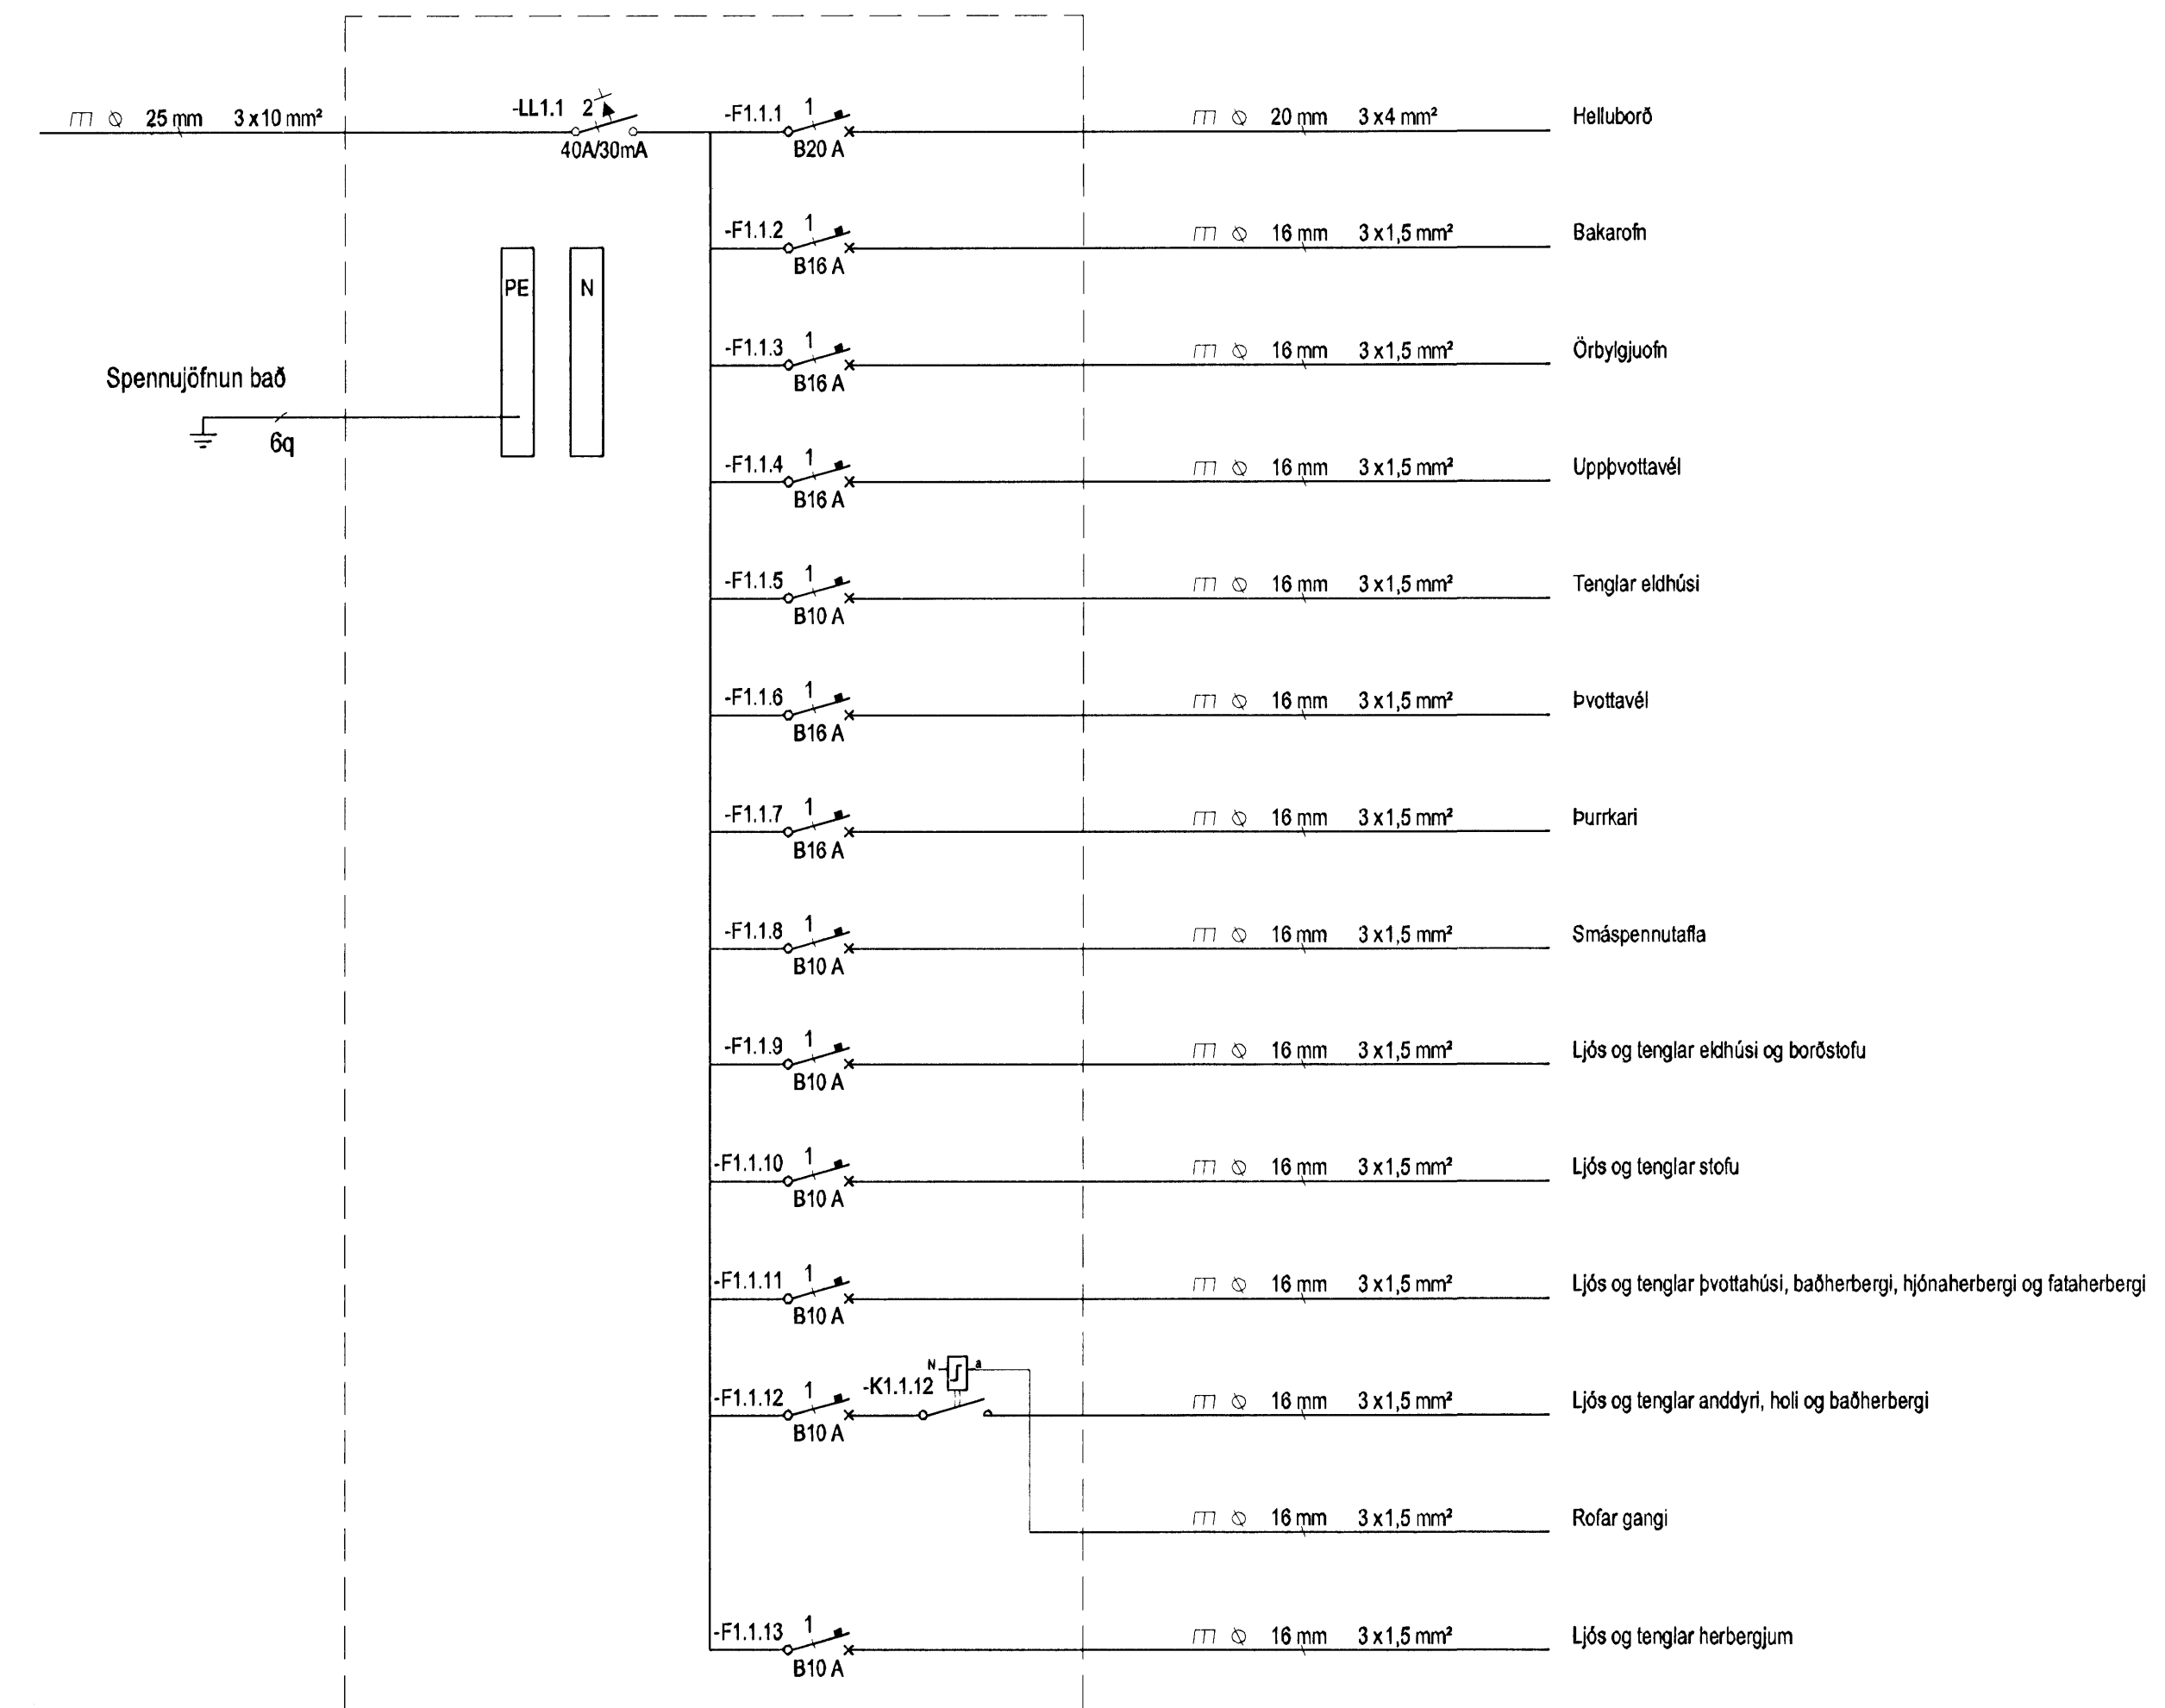 25 mm 3 x 10 mm² -LL1.1 2 40A/30mA
-F1.1.1 1 B20 A 20 mm 3 x 4 mm² Helluborð
-F1.1.2 1 B16 A 16 mm 3 x 1,5 mm² Bakarofn
PE N
-F1.1.3 1 B16 A 16 mm 3 x 1,5 mm² Örbylgjuofn
Spennujöfnun bað
6q
-F1.1.4 1 B16 A 16 mm 3 x 1,5 mm² Uppþvottavél
-F1.1.5 1 B10 A 16 mm 3 x 1,5 mm² Tenglar eldhúsi
-F1.1.6 1 B16 A 16 mm 3 x 1,5 mm² Þvottavél
-F1.1.7 1 B16 A 16 mm 3 x 1,5 mm² Þurrkari
-F1.1.8 1 B10 A 16 mm 3 x 1,5 mm² Smáspennutafla
-F1.1.9 1 B10 A 16 mm 3 x 1,5 mm² Ljós og tenglar eldhúsi og borðstofu
-F1.1.10 1 B10 A 16 mm 3 x 1,5 mm² Ljós og tenglar stofu
-F1.1.11 1 B10 A 16 mm 3 x 1,5 mm² Ljós og tenglar þvottahúsi, baðherbergi, hjónaherbergi og fataherbergi
N a
-F1.1.12 1 B10 A -K1.1.12 16 mm 3 x 1,5 mm² Ljós og tenglar anddyri, holi og baðherbergi
16 mm 3 x 1,5 mm² Rofar gangi
-F1.1.13 1 B10 A 16 mm 3 x 1,5 mm² Ljós og tenglar herbergjum